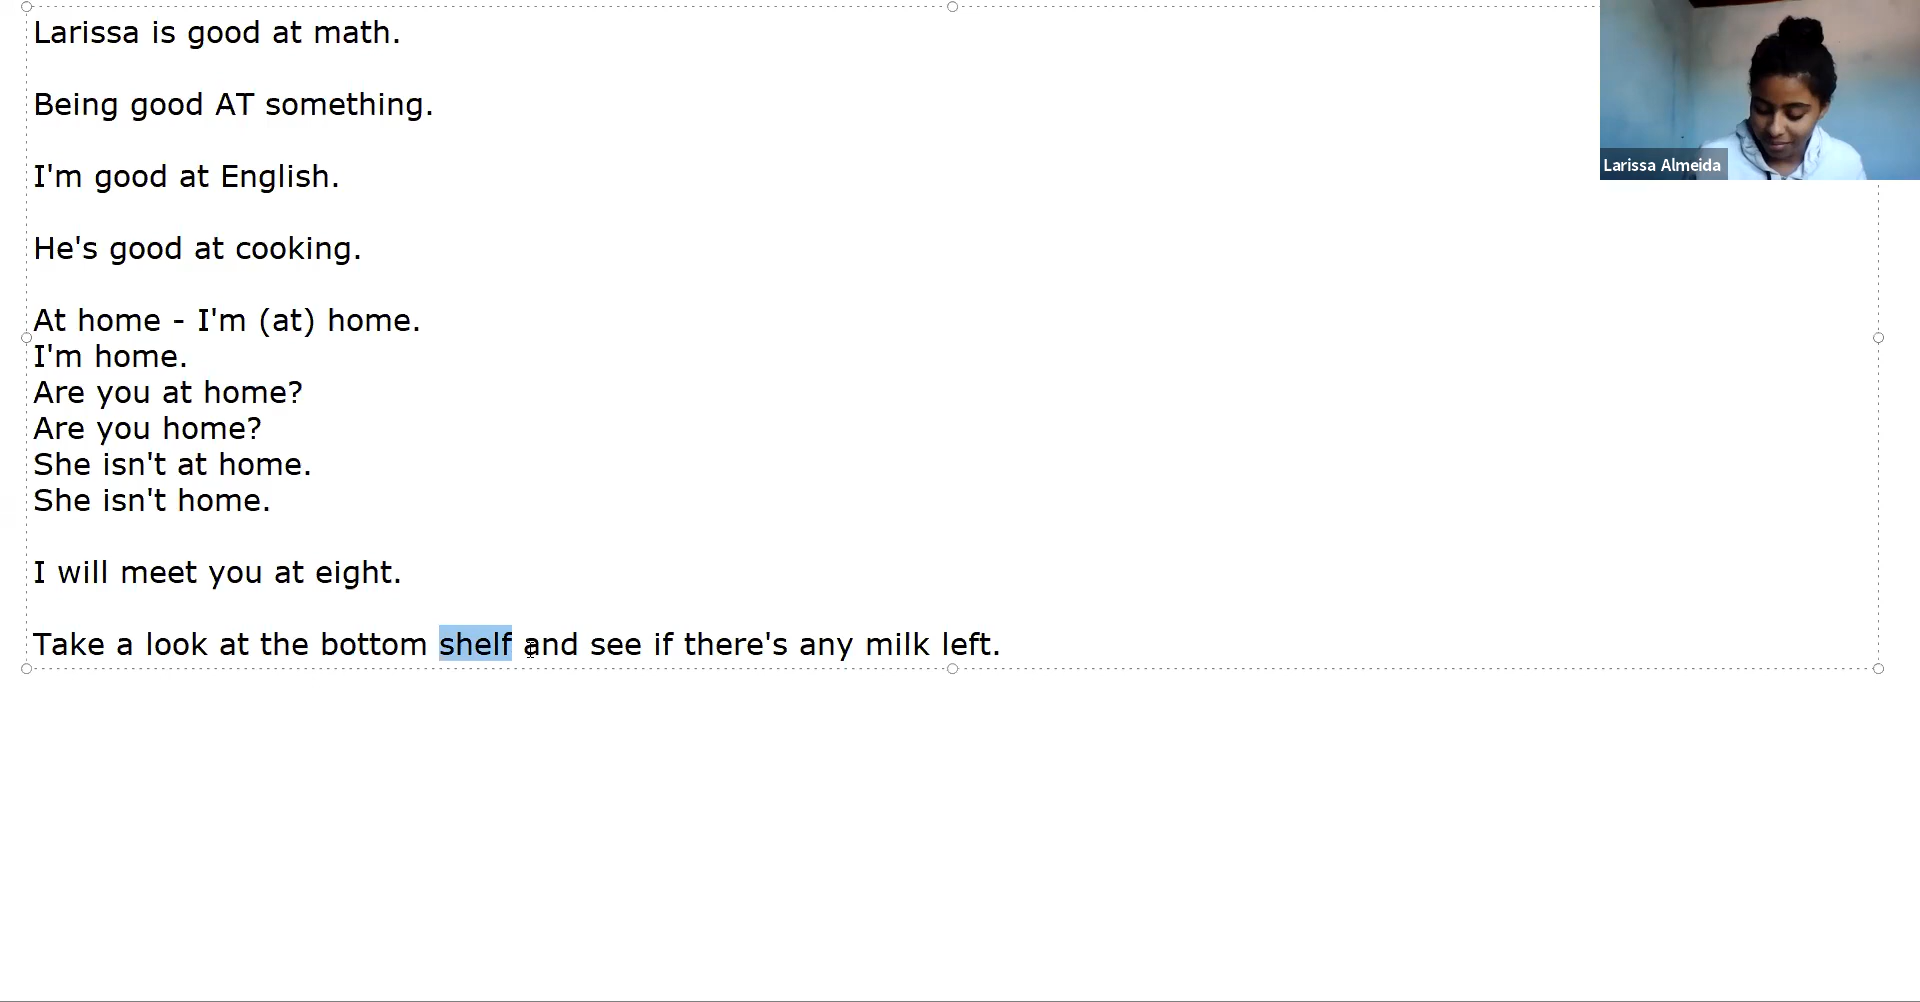 Larissa is good at math.
Being good AT something.
I'm good at English.
He's good at cooking.
At home - I'm (at) home.
I'm home.
Are you at home?
Are you home?
She isn't at home.
She isn't home.
I will meet you at eight.
Take a look at the bottom shelf and see if there's any milk left.
Larissa Almeida